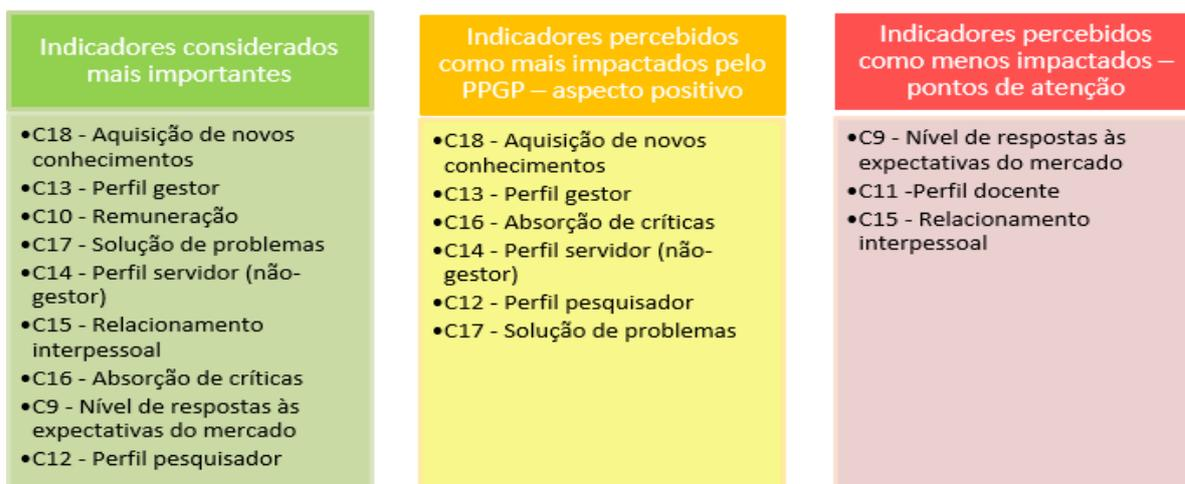 Indicadores considerados
mais importantes
•C18 - Aquisição de novos
conhecimentos
•C13 - Perfil gestor
•C10 - Remuneração
•C17 - Solução de problemas
•C14 - Perfil servidor (não-
gestor)
•C15 - Relacionamento
interpessoal
•C16 - Absorção de críticas
•C9 - Nível de respostas às
expectativas do mercado
•C12 - Perfil pesquisador
Indicadores percebidos
como mais impactados pelo
PPGP – aspecto positivo
•C18 - Aquisição de novos
conhecimentos
•C13 - Perfil gestor
•C16 - Absorção de críticas
•C14 - Perfil servidor (não-
gestor)
•C12 - Perfil pesquisador
•C17 - Solução de problemas
Indicadores percebidos
como menos impactados –
pontos de atenção
•C9 - Nível de respostas às
expectativas do mercado
•C11 -Perfil docente
•C15 - Relacionamento
interpessoal